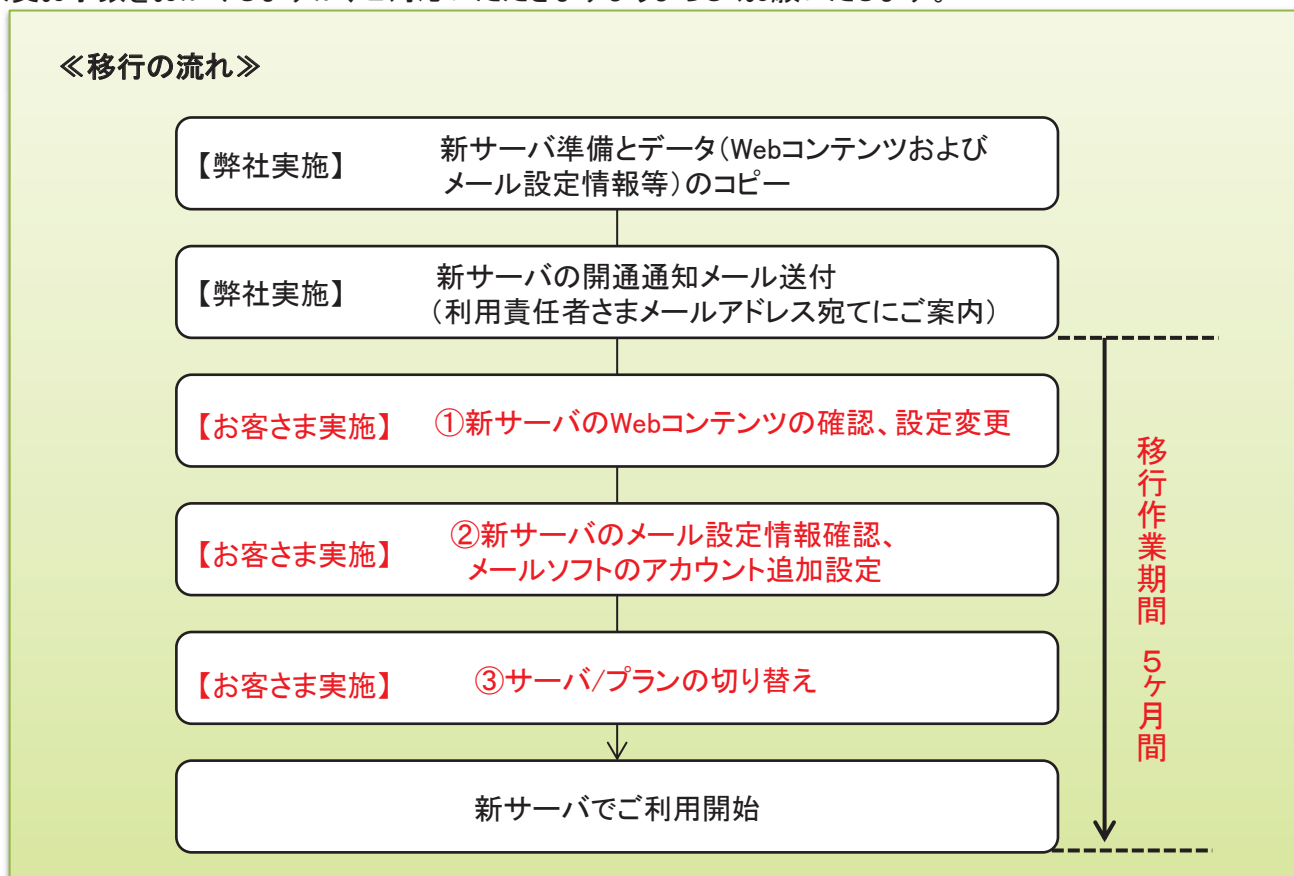 ≪移行の流れ≫
【弊社実施】
新サーバ準備とデータ（Webコンテンツおよび
メール設定情報等）のコピー
【弊社実施】
新サーバの開通通知メール送付
（利用責任者さまメールアドレス宛てにご案内）
【お客さま実施】
①新サーバのWebコンテンツの確認、設定変更
【お客さま実施】
②新サーバのメール設定情報確認、
メールソフトのアカウント追加設定
【お客さま実施】
③サーバ/プランの切り替え
新サーバでご利用開始
移行作業期間 ５ケ月間